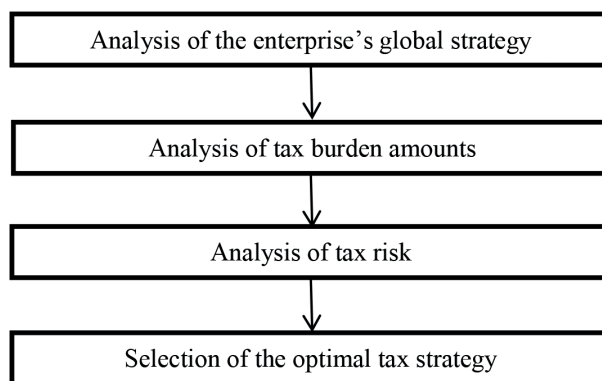 Analysis of the enterprise’s global strategy
Analysis of tax burden amounts
Analysis of tax risk
Selection of the optimal tax strategy